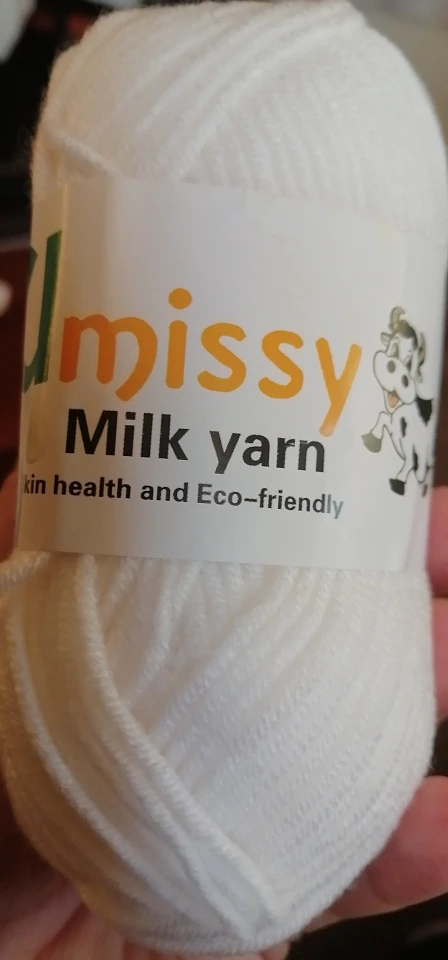 missy
Milk yarn
kin health and Eco-friendly